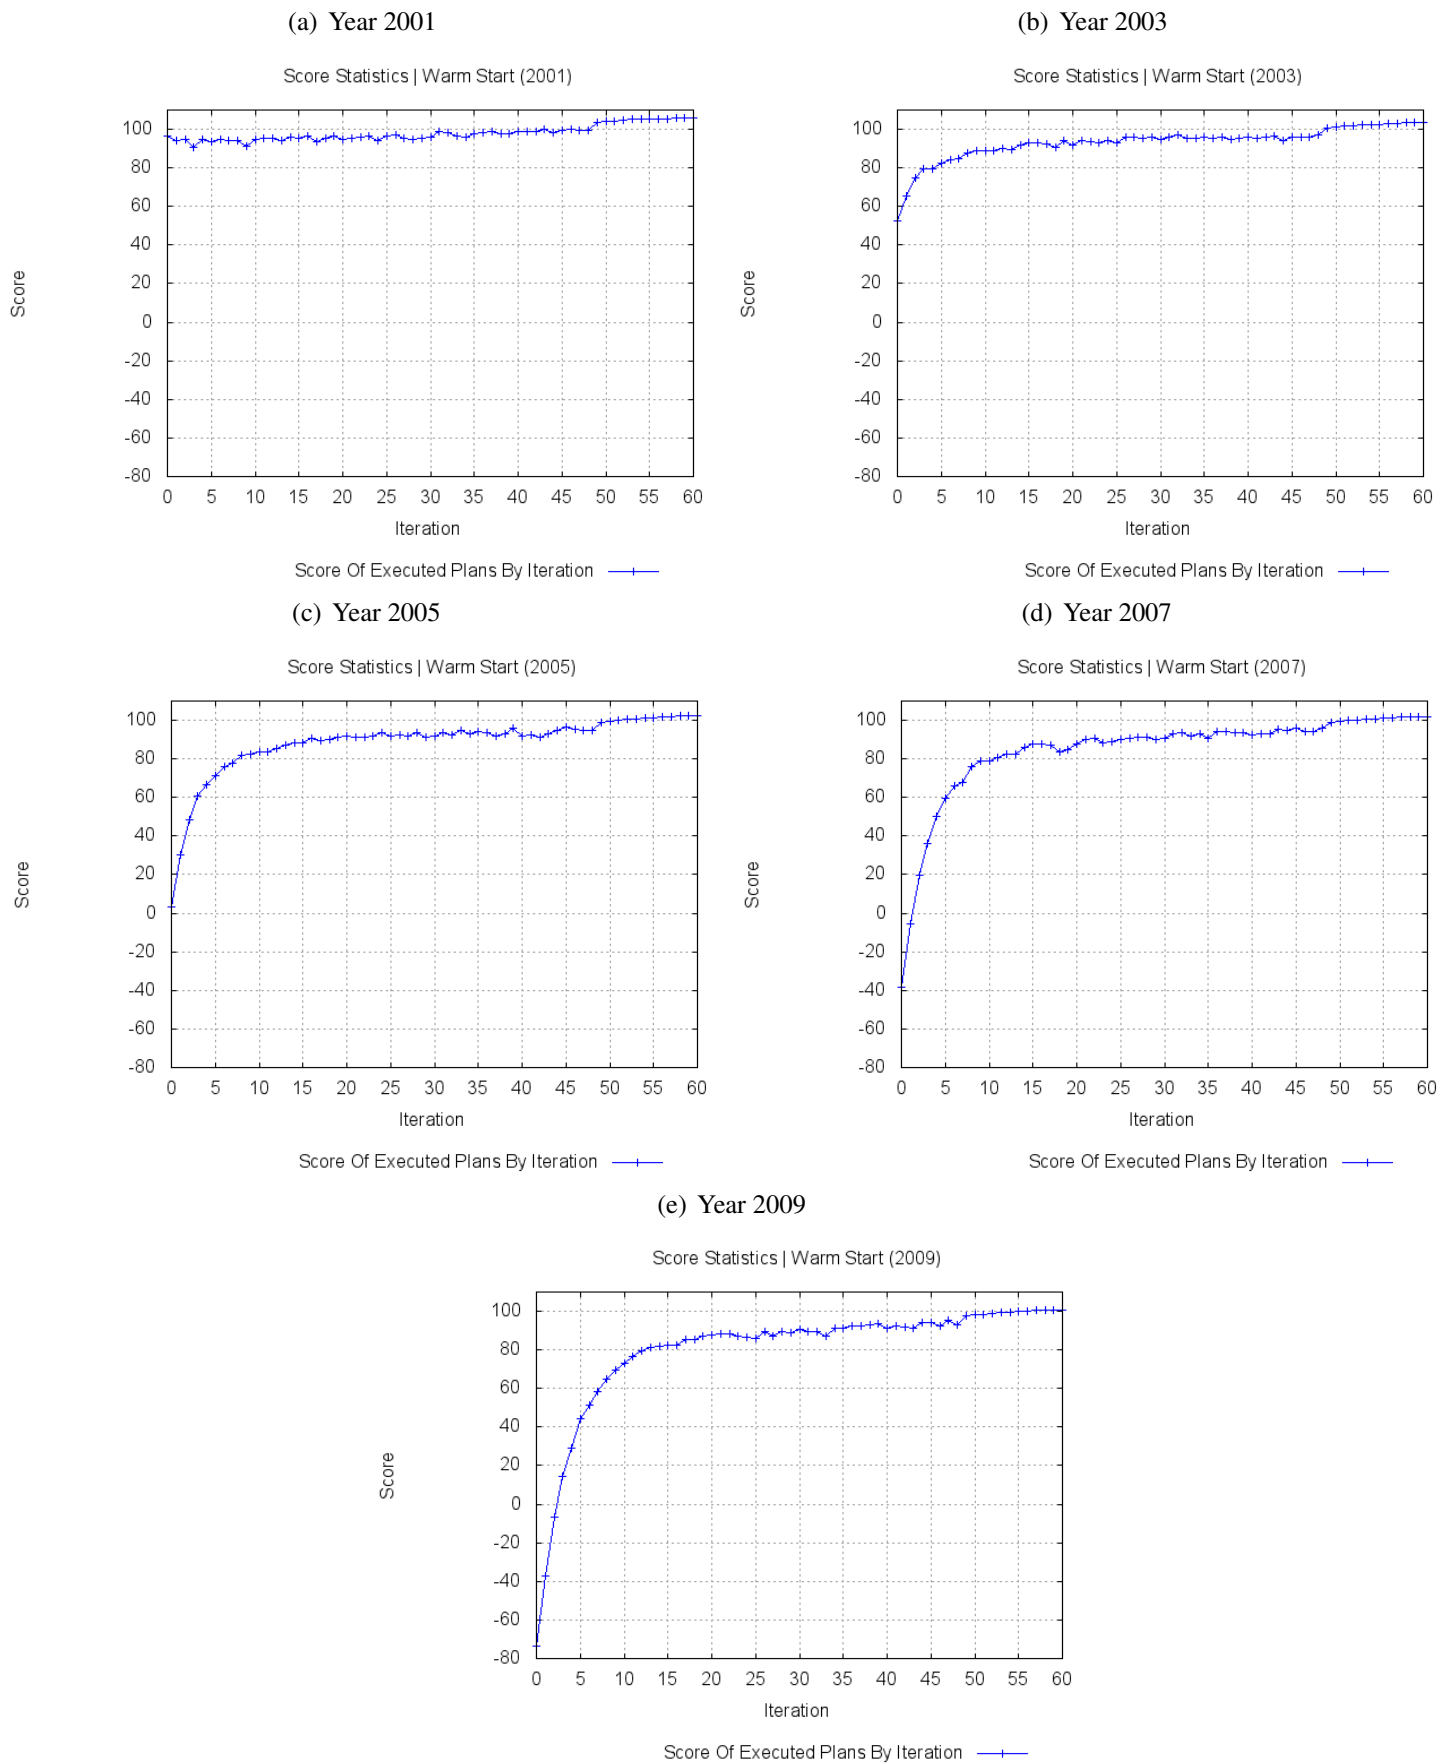 (a) Year 2001
Score Statistics | Warm Start (2001)
100
80
60
40
20
0
-20
-40
-60
-80
Score
0 5 10 15 20 25 30 35 40 45 50 55 60
Iteration
Score Of Executed Plans By Iteration
(b) Year 2003
Score Statistics | Warm Start (2003)
100
80
60
40
20
0
-20
-40
-60
-80
Score
0 5 10 15 20 25 30 35 40 45 50 55 60
Iteration
Score Of Executed Plans By Iteration
(c) Year 2005
Score Statistics | Warm Start (2005)
100
80
60
40
20
0
-20
-40
-60
-80
Score
0 5 10 15 20 25 30 35 40 45 50 55 60
Iteration
Score Of Executed Plans By Iteration
(d) Year 2007
Score Statistics | Warm Start (2007)
100
80
60
40
20
0
-20
-40
-60
-80
Score
0 5 10 15 20 25 30 35 40 45 50 55 60
Iteration
Score Of Executed Plans By Iteration
(e) Year 2009
Score Statistics | Warm Start (2009)
100
80
60
40
20
0
-20
-40
-60
-80
Score
0 5 10 15 20 25 30 35 40 45 50 55 60
Iteration
Score Of Executed Plans By Iteration